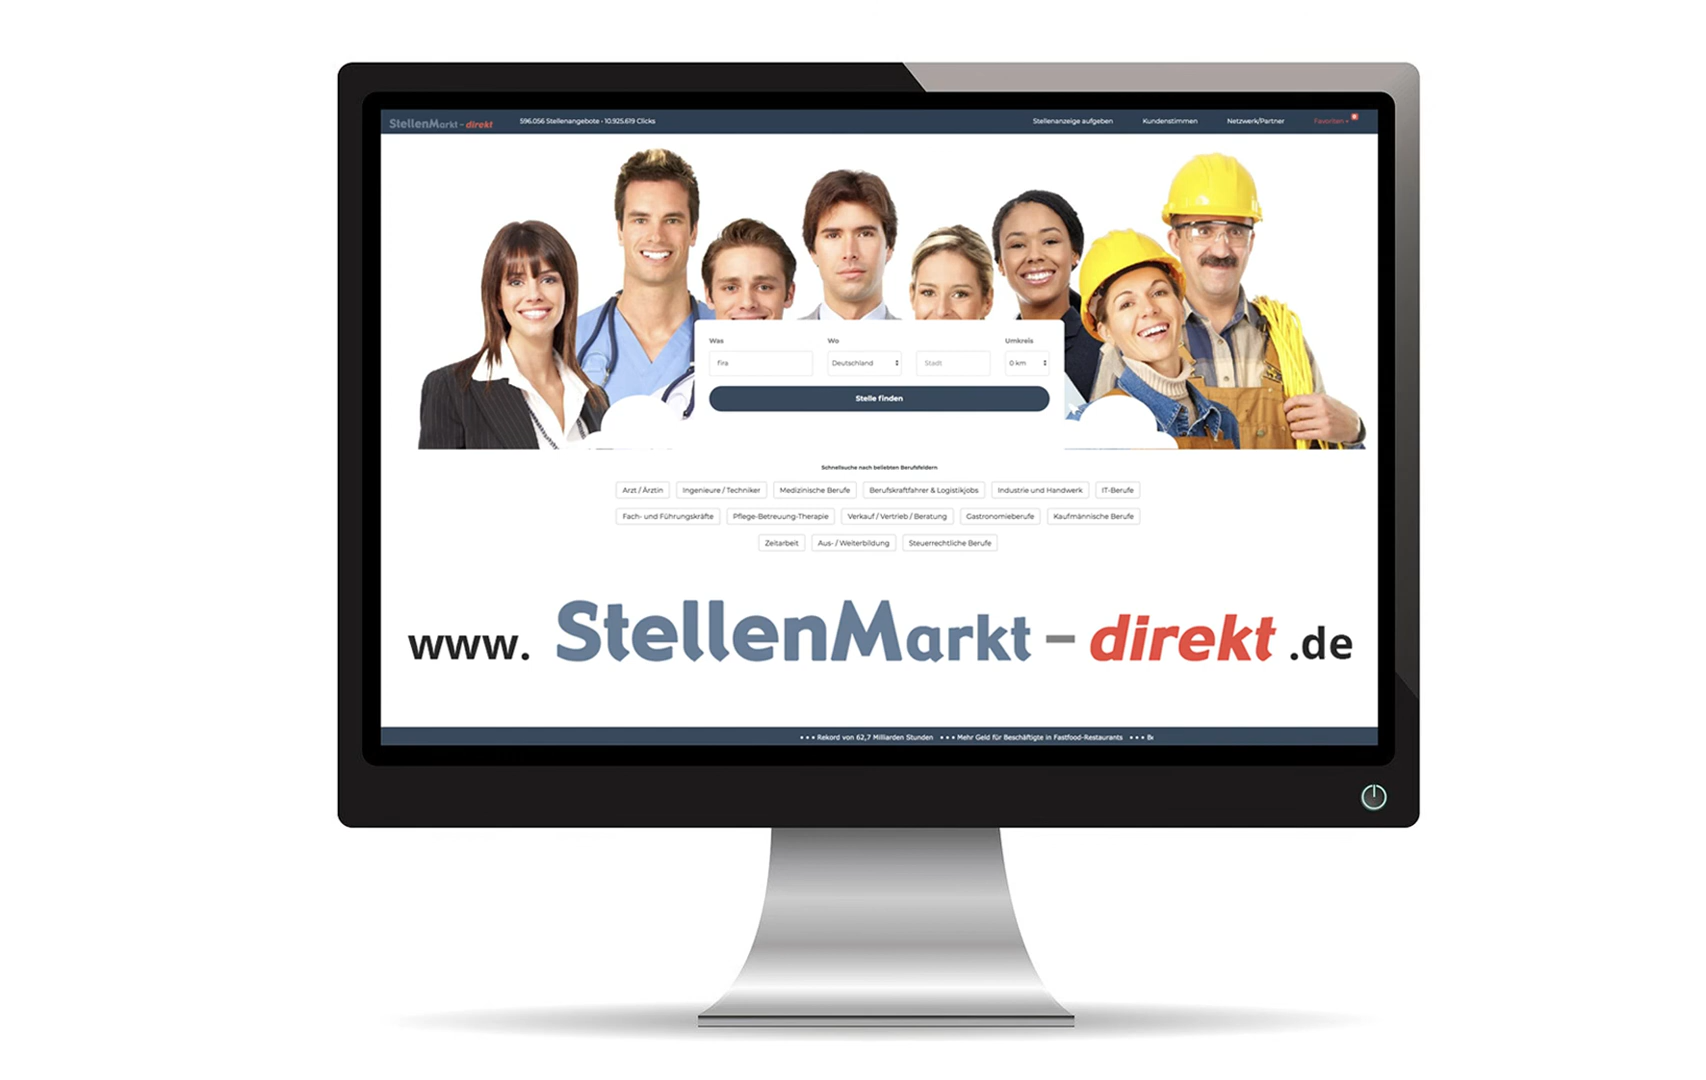 StellenMarkt - direkt 596.056 Stellenangebote - 10.925.619 Clicks Stellenanzeige aufgeben Kundenstimmen Netzwerk/Partner Favoriten
Was Wo Umkreis
fira Deutschland Stadt 0 km
Stelle finden
Schnellsuche nach beliebten Berufsfeldern
Arzt / Ärztin Ingenieure / Techniker Medizinische Berufe Berufskraftfahrer & Logistikjobs Industrie und Handwerk IT-Berufe
Fach- und Führungskräfte Pflege-Betreuung-Therapie Verkauf / Vertrieb / Beratung Gastronomieberufe Kaufmännische Berufe
Zeitarbeit Aus- / Weiterbildung Steuerrechtliche Berufe
www. StellenMarkt - direkt .de
• • • Rekord von 62,7 Milliarden Stunden • • • Mehr Geld für Beschäftigte in Fastfood-Restaurants • • • Be